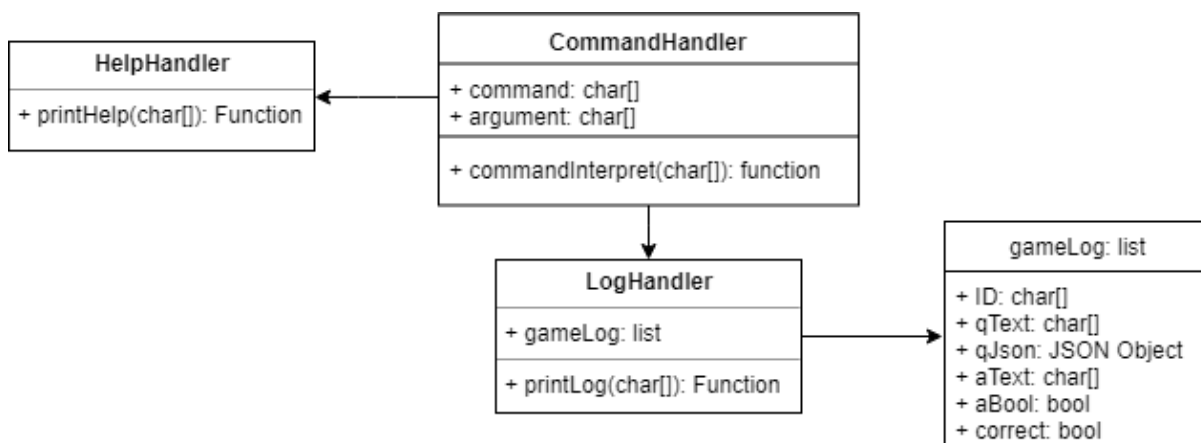 HelpHandler
+ printHelp(char[]): Function
CommandHandler
+ command: char[]
+ argument: char[]
+ commandInterpret(char[]): function
LogHandler
+ gameLog: list
+ printLog(char[]): Function
gameLog: list
+ ID: char[]
+ qText: char[]
+ qJson: JSON Object
+ aText: char[]
+ aBool: bool
+ correct: bool